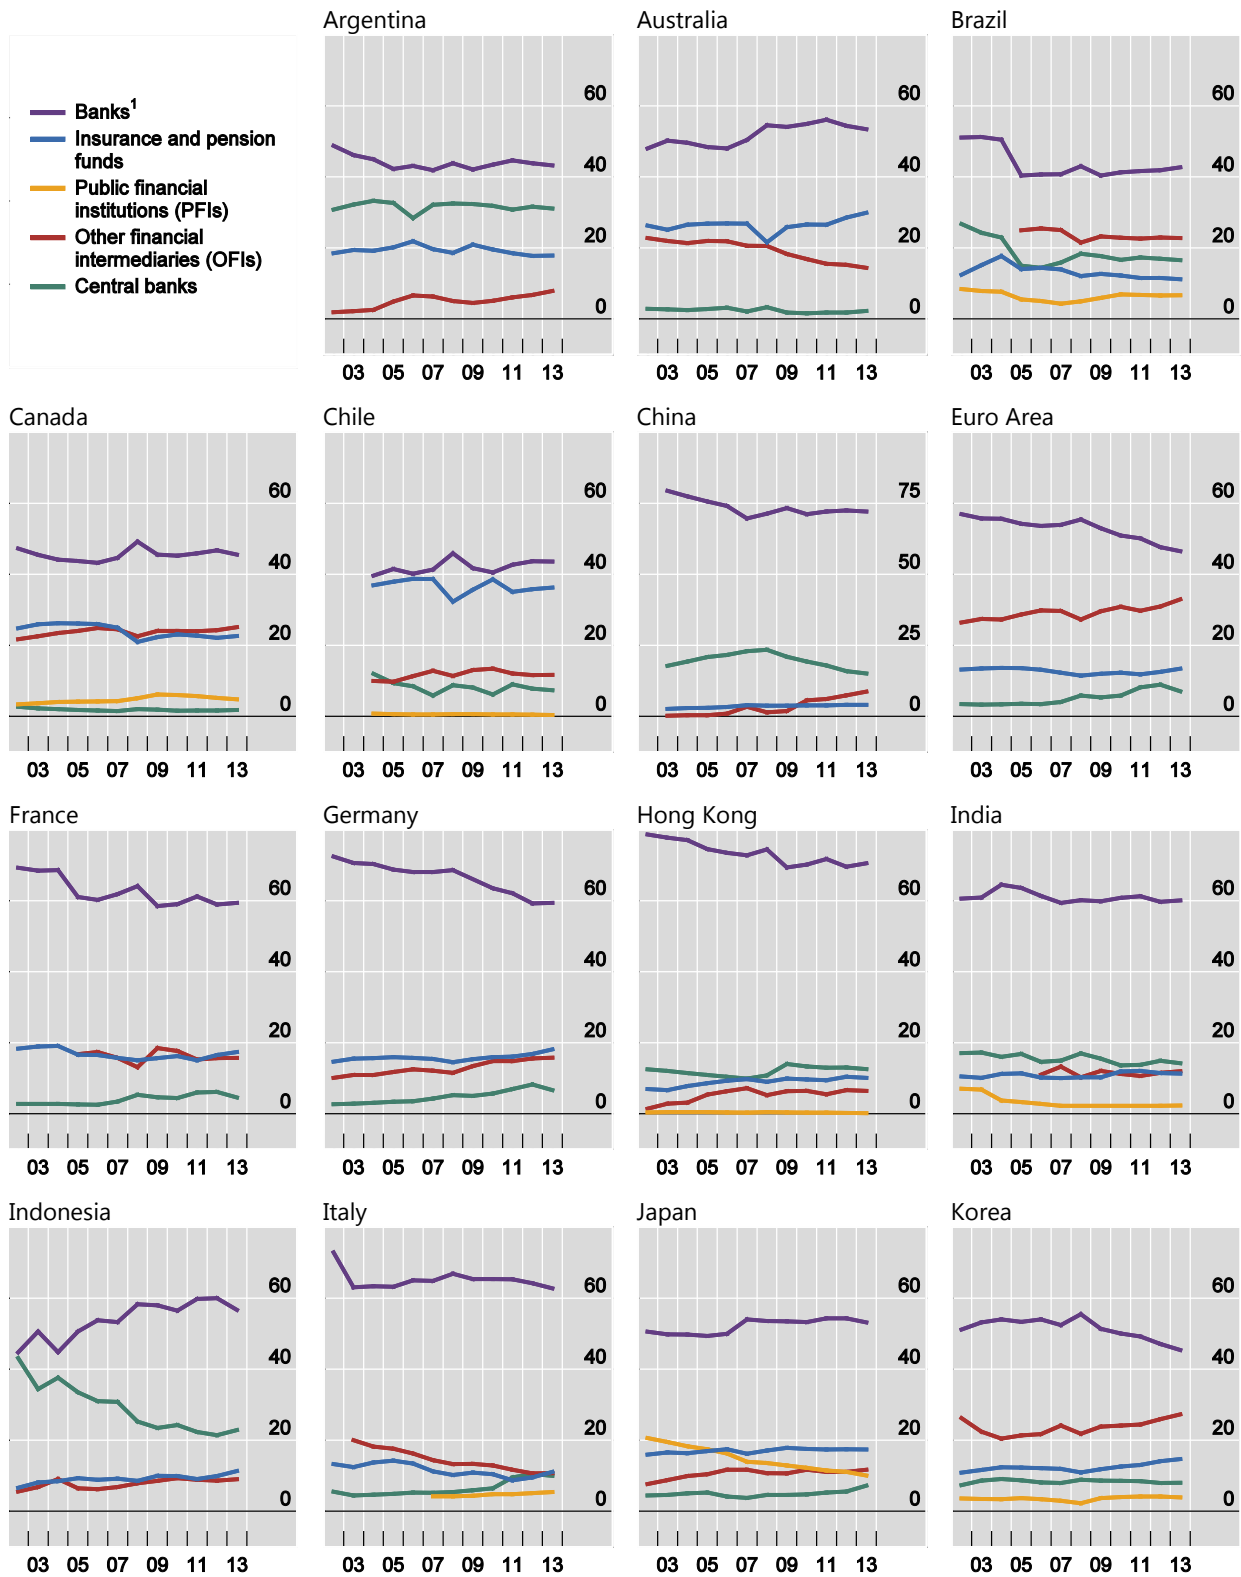 Argentina
Australia
Brazil
Banks1
Insurance and pension
funds
Public financial
institutions (PFIs)
Other financial
intermediaries (OFIs)
Central banks
60
40
20
0
03 05 07 09 11 13
60
40
20
0
03 05 07 09 11 13
60
40
20
0
03 05 07 09 11 13
Canada
60
40
20
0
03 05 07 09 11 13
Chile
60
40
20
0
03 05 07 09 11 13
China
75
50
25
0
03 05 07 09 11 13
Euro Area
60
40
20
0
03 05 07 09 11 13
France
60
40
20
0
03 05 07 09 11 13
Germany
60
40
20
0
03 05 07 09 11 13
Hong Kong
60
40
20
0
03 05 07 09 11 13
India
60
40
20
0
03 05 07 09 11 13
Indonesia
60
40
20
0
03 05 07 09 11 13
Italy
60
40
20
0
03 05 07 09 11 13
Japan
60
40
20
0
03 05 07 09 11 13
Korea
60
40
20
0
03 05 07 09 11 13